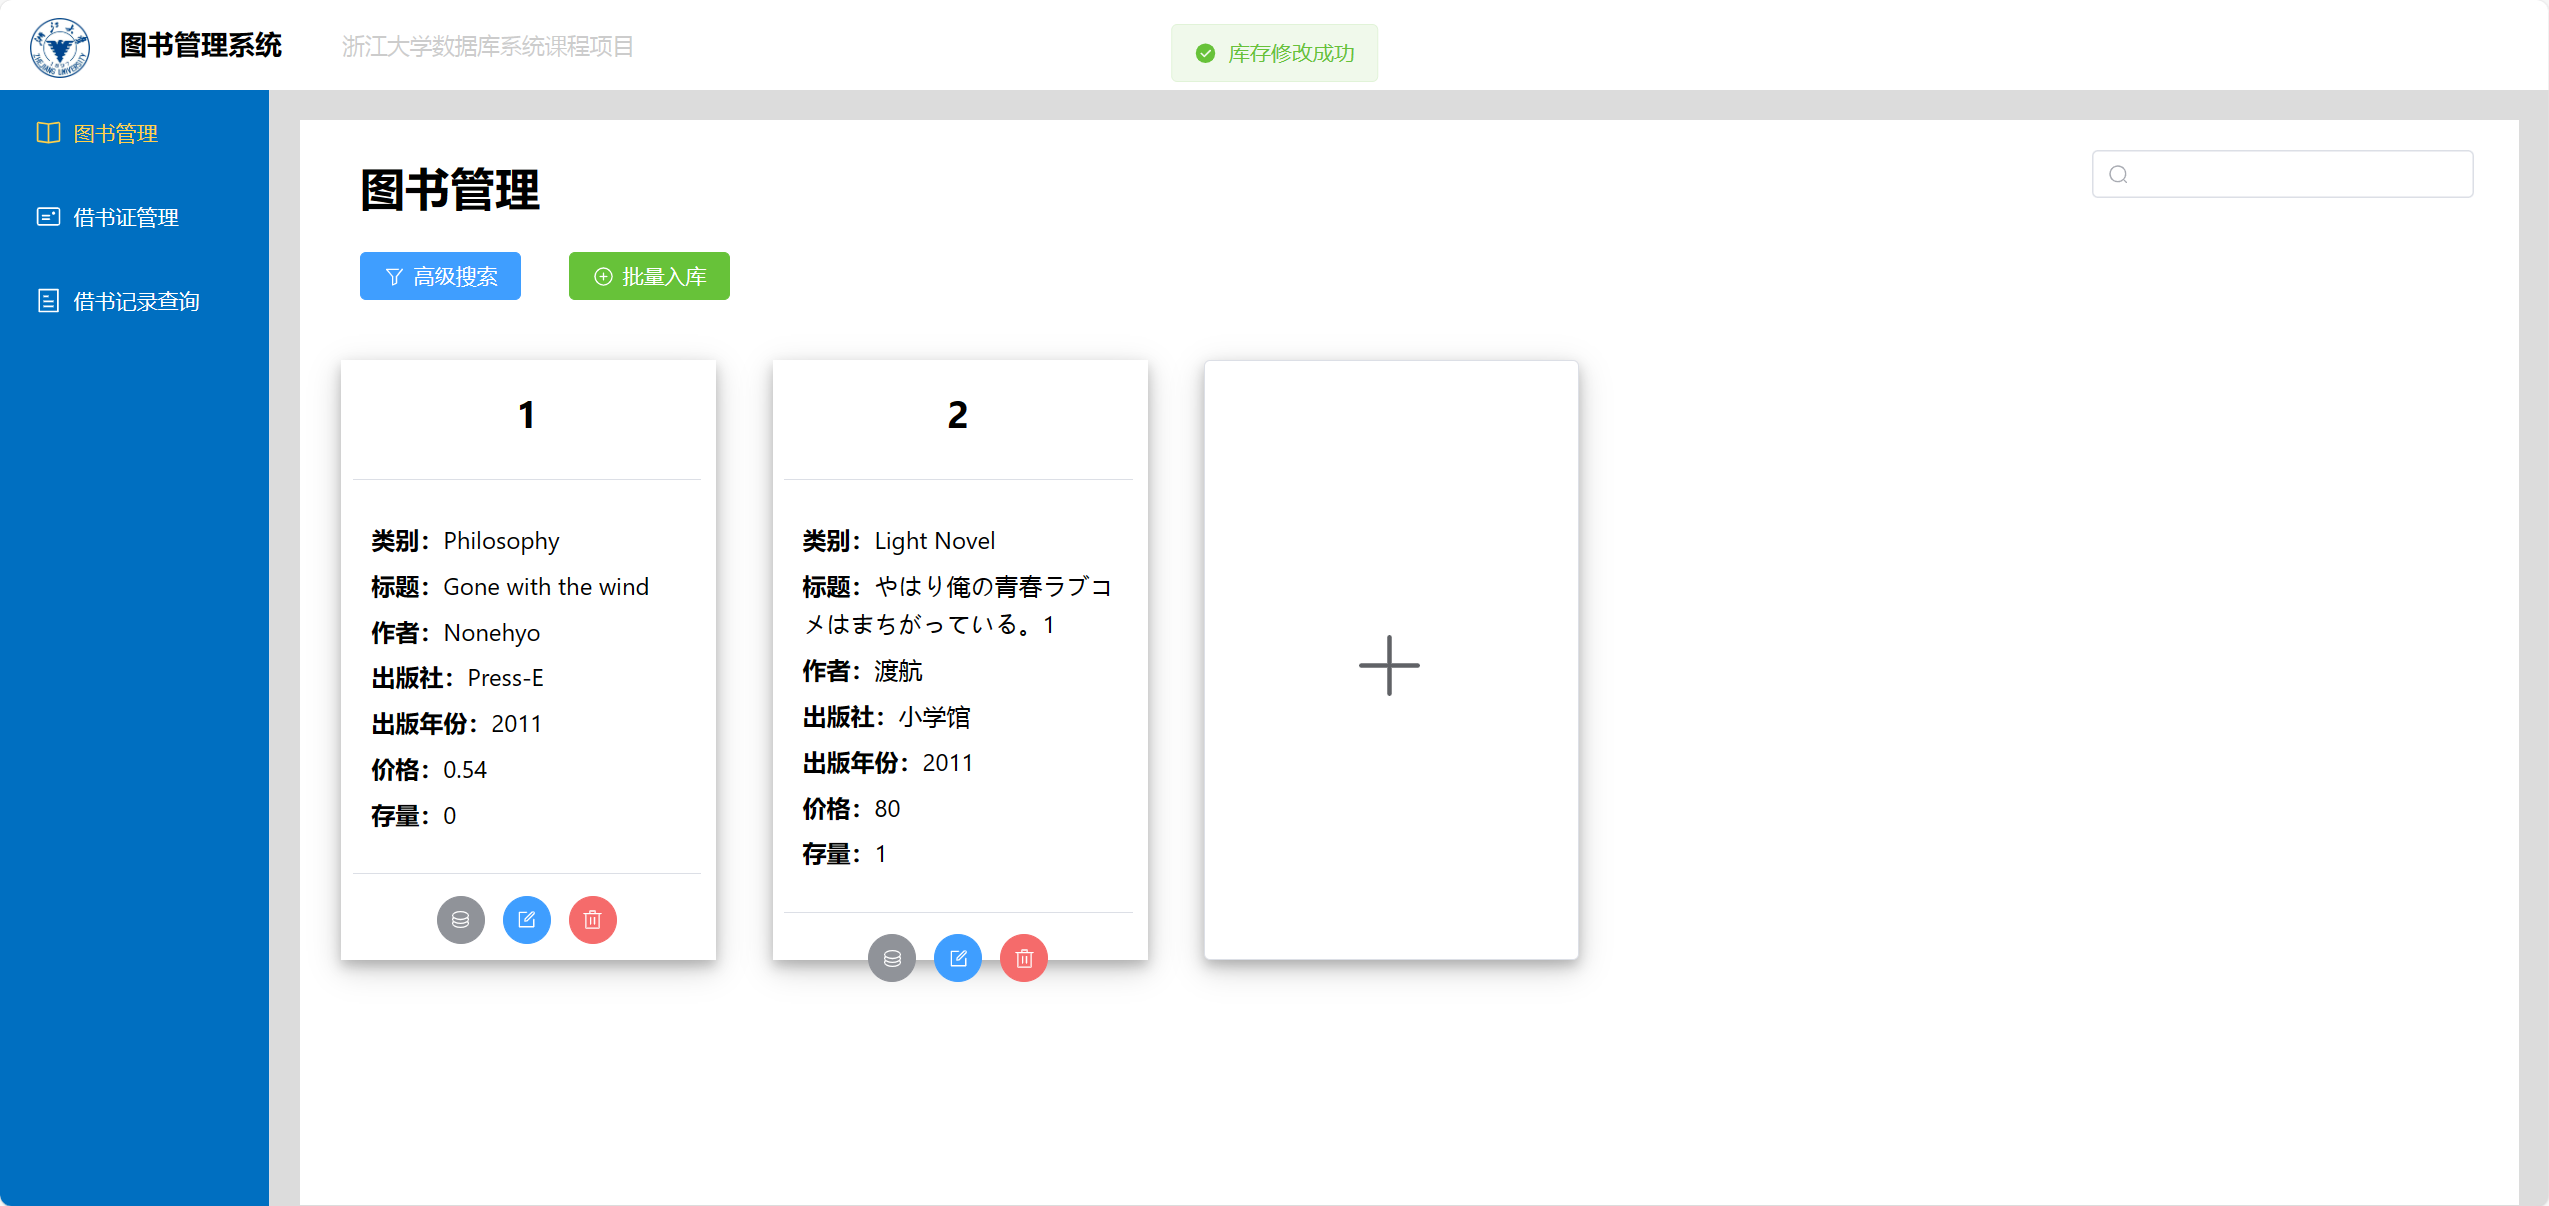 图书管理系统
浙江大学数据库系统课程项目
库存修改成功
图书管理
借书证管理
借书记录查询
图书管理
高级搜索
批量入库
1
类别：Philosophy
标题：Gone with the wind
作者：Nonehyo
出版社：Press-E
出版年份：2011
价格：0.54
存量：0
2
类别：Light Novel
标题：やはり俺の青春ラブコ
メはまちがっている。1
作者：渡航
出版社：小学馆
出版年份：2011
价格：80
存量：1